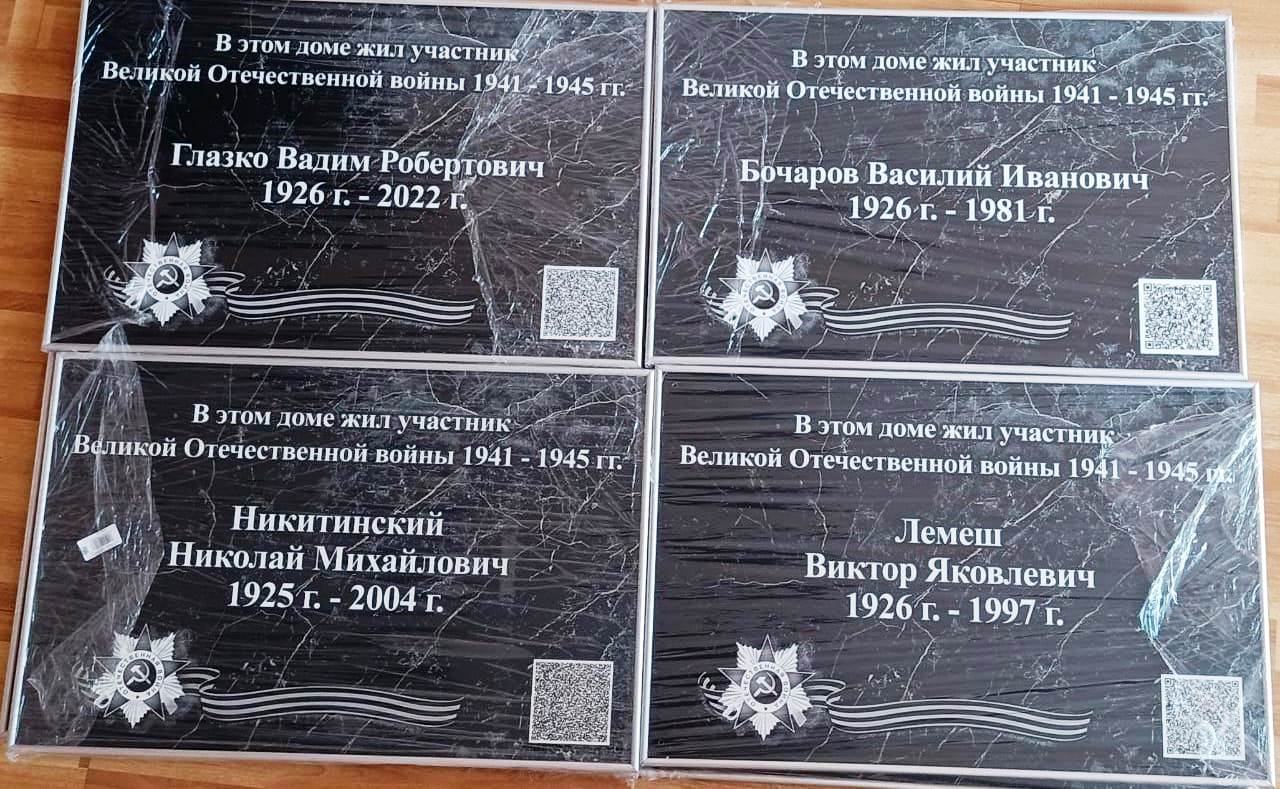 В этом доме жил участник
Великой Отечественной войны 1941 - 1945 гг.
Глазко Вадим Робертович
1926 г. - 2022 г.
В этом доме жил участник
Великой Отечественной войны 1941 - 1945 гг.
Бочаров Василий Иванович
1926 г. - 1981 г.
В этом доме жил участник
Великой Отечественной войны 1941 - 1945 гг.
Никитинский
Николай Михайлович
1925 г. - 2004 г.
В этом доме жил участник
Великой Отечественной войны 1941 - 1945 гг.
Лемеш
Виктор Яковлевич
1926 г. - 1997 г.